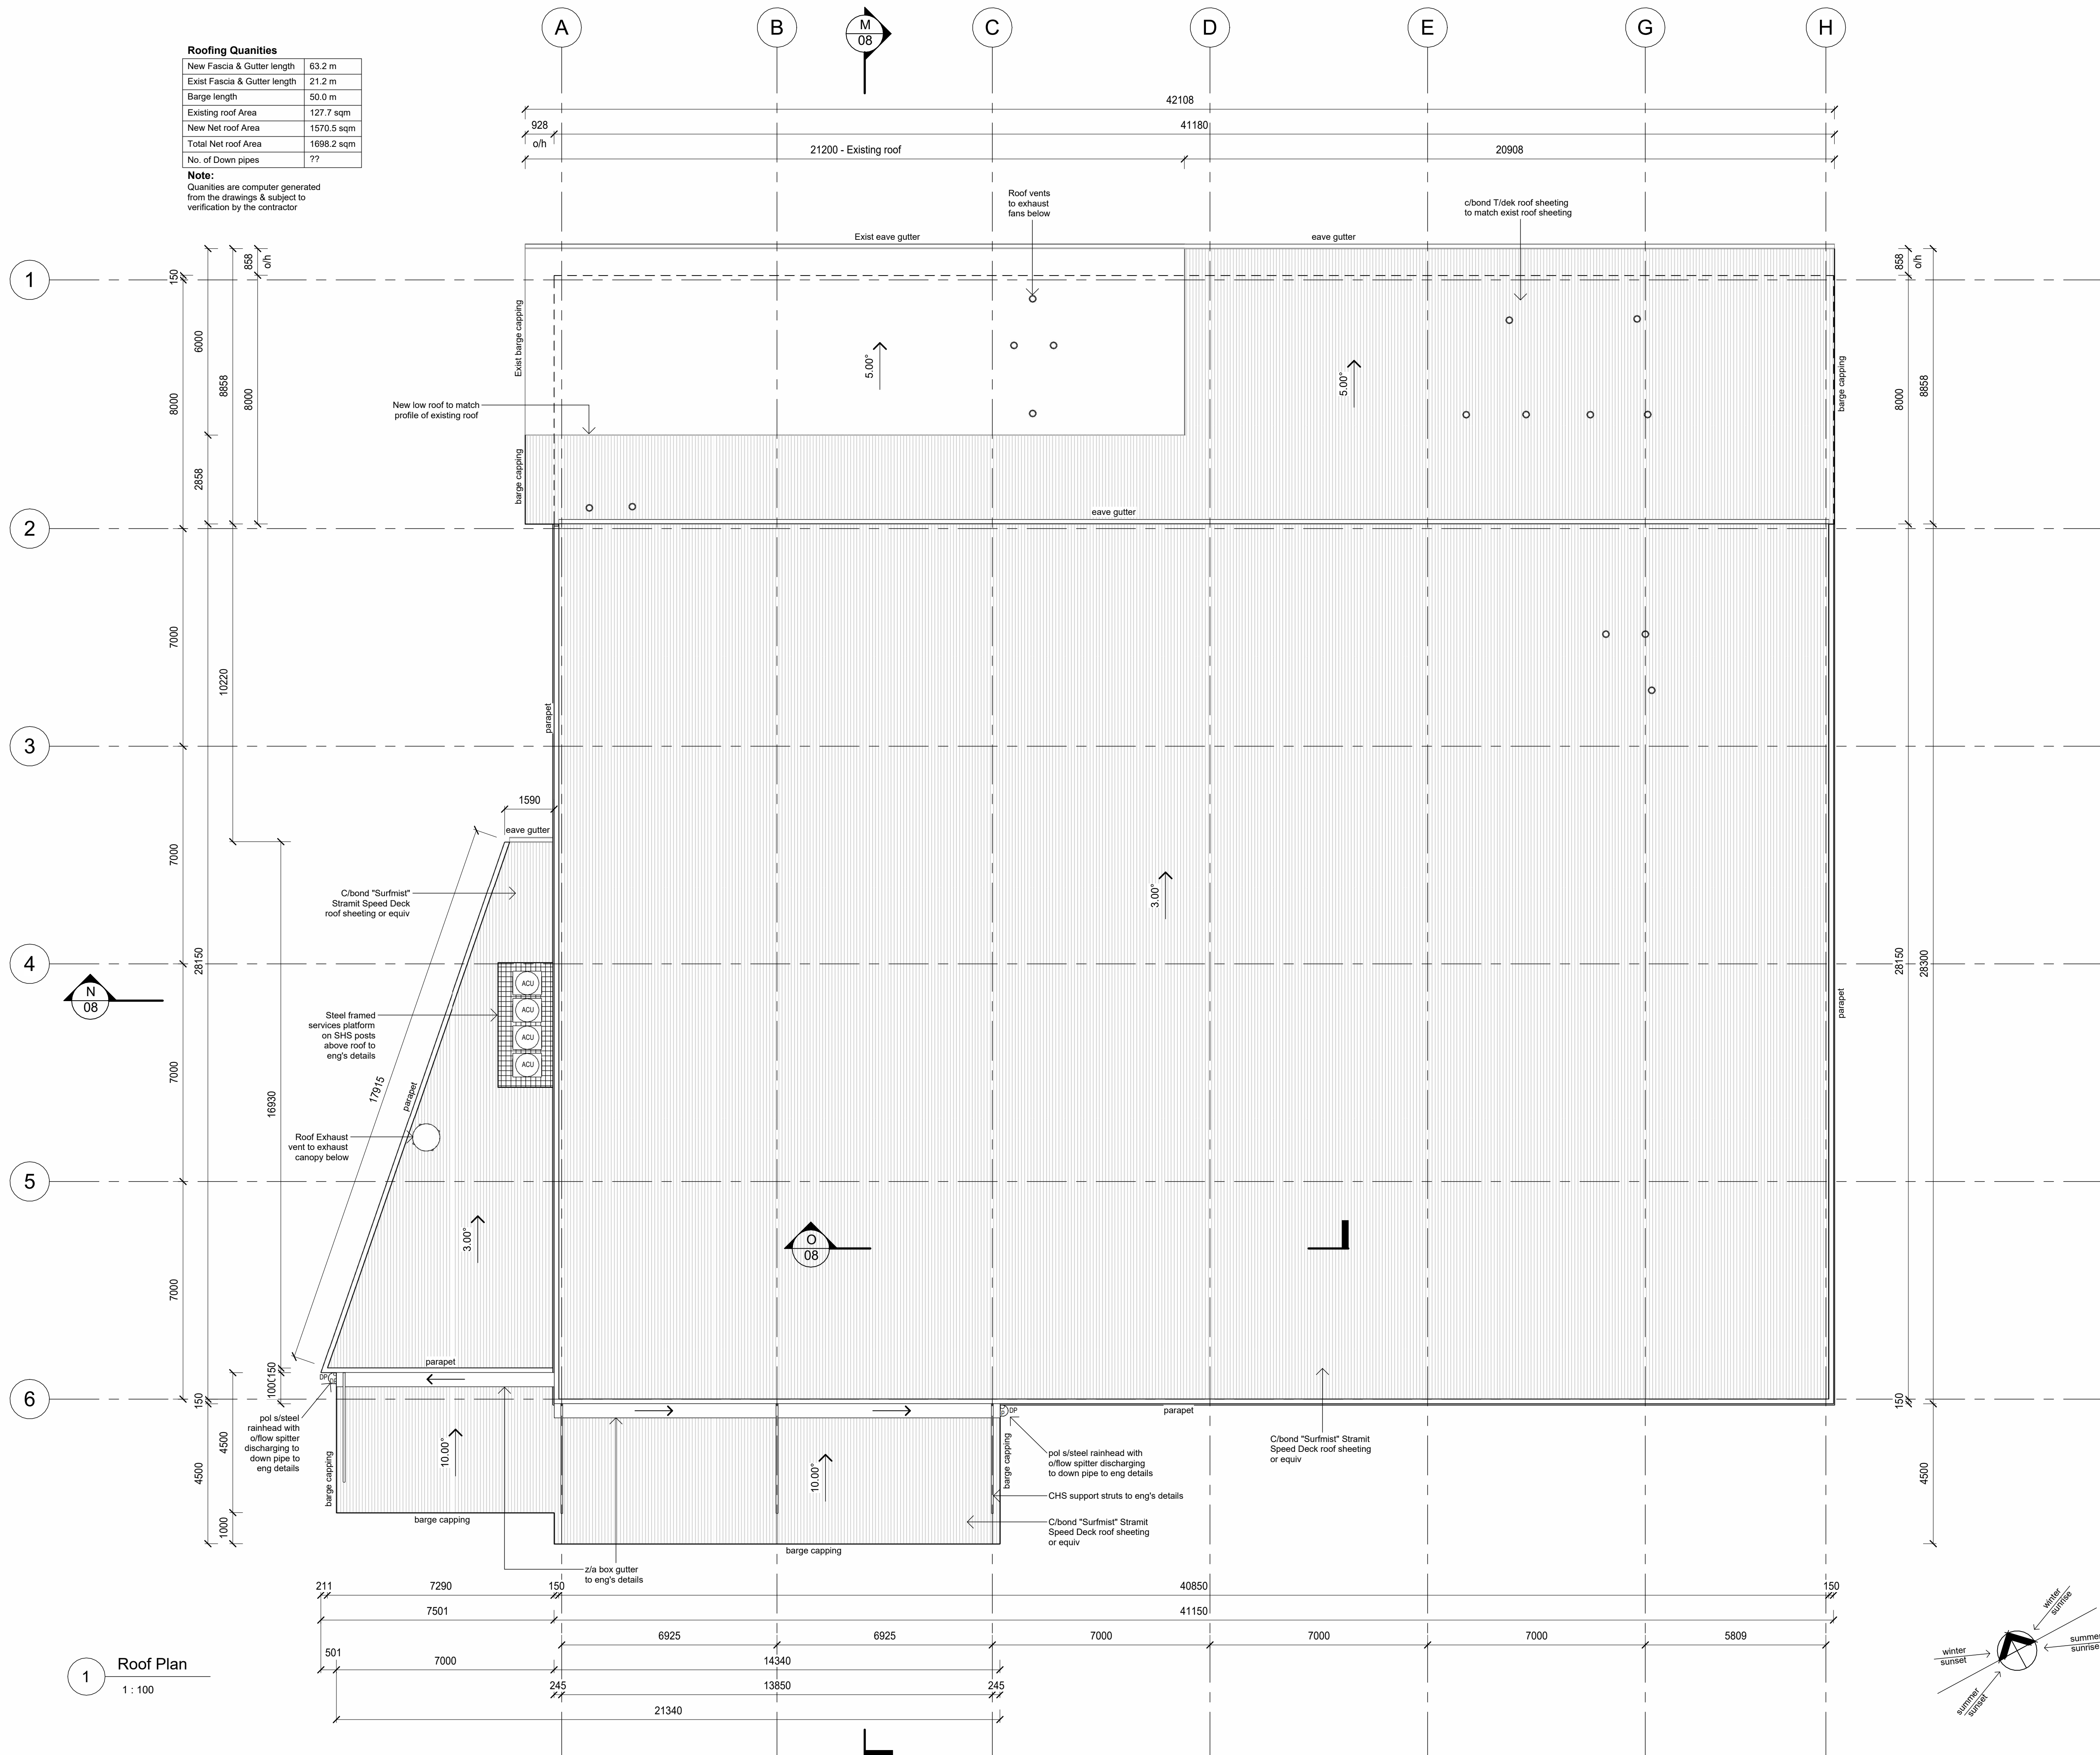 A
B
C
D
E
G
H
M
08
Roofing Quanities
New Fascia & Gutter length 63.2 m
Exist Fascia & Gutter length 21.2 m
Barge length 50.0 m
Existing roof Area 127.7 sqm
New Net roof Area 1570.5 sqm
Total Net roof Area 1698.2 sqm
No. of Down pipes ??
Note:
Quanities are computer generated
from the drawings & subject to
verification by the contractor
42108
928
o/h
41180
21200 - Existing roof
20908
Roof vents
to exhaust
fans below
c/bond T/dek roof sheeting
to match exist roof sheeting
Exist eave gutter
eave gutter
1
150
858
o/h
858
o/h
6000
8858
8000
8000
Exist barge capping
5.00°
5.00°
barge capping
8000
8858
New low roof to match
profile of existing roof
2858
barge capping
eave gutter
2
7000
10220
parapet
3
1590
eave gutter
7000
C/bond "Surfmist"
Stramit Speed Deck
roof sheeting or equiv
3.00°
4
28150
28150
28300
N
08
ACU
ACU
ACU
ACU
Steel framed
services platform
on SHS posts
above roof to
eng's details
parapet
7000
16930
17915
parapet
Roof Exhaust
vent to exhaust
canopy below
5
3.00°
O
08
7000
parapet
150
1000
DP
6
150
150
DP
parapet
pol s/steel
rainhead with
o/flow spitter
discharging to
down pipe to
eng details
4500
4500
barge capping
10.00°
10.00°
barge capping
pol s/steel rainhead with
o/flow spitter discharging
to down pipe to eng details
CHS support struts to eng's details
C/bond "Surfmist" Stramit
Speed Deck roof sheeting
or equiv
C/bond "Surfmist" Stramit
Speed Deck roof sheeting
or equiv
4500
1000
barge capping
barge capping
z/a box gutter
to eng's details
211
7290
150
40850
150
7501
41150
6925
6925
7000
7000
7000
5809
501
7000
14340
245
13850
245
21340
1
Roof Plan
1 : 100
winter
sunrise
summer
sunrise
winter
sunset
summer
sunset